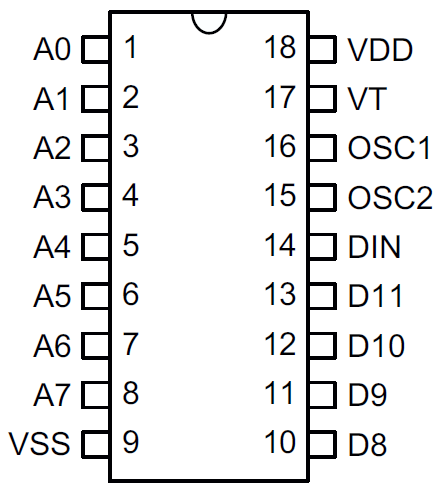 A0 1 18 VDD
A1 2 17 VT
A2 3 16 OSC1
A3 4 15 OSC2
A4 5 14 DIN
A5 6 13 D11
A6 7 12 D10
A7 8 11 D9
VSS 9 10 D8